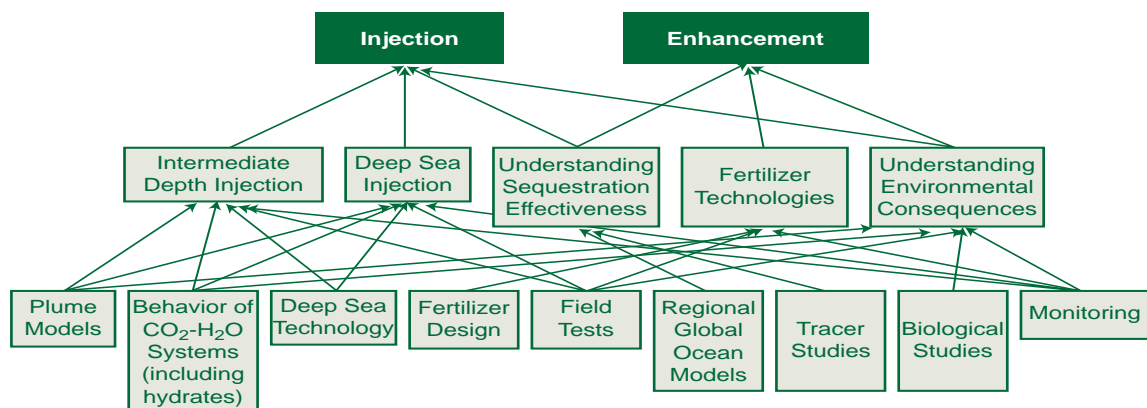 Injection
Enhancement
Intermediate
Depth Injection
Deep Sea
Injection
Understanding
Sequestration
Effectiveness
Fertilizer
Technologies
Understanding
Environmental
Consequences
Plume
Models
Behavior of
CO₂-H₂O
Systems
(including
hydrates)
Deep Sea
Technology
Fertilizer
Design
Field
Tests
Regional
Global
Ocean
Models
Tracer
Studies
Biological
Studies
Monitoring